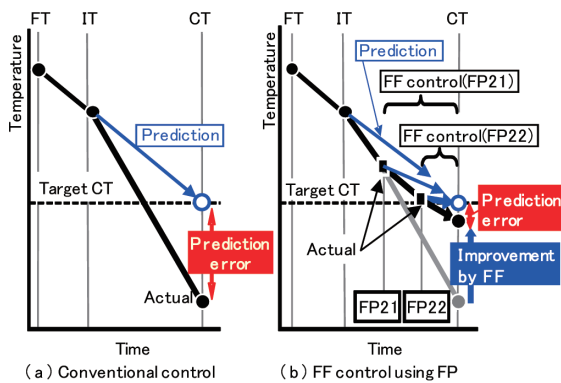 FT
IT
CT
Temperature
Prediction
Target CT
Prediction
error
Actual
Time
(a) Conventional control
FT
IT
CT
Temperature
Prediction
FF control(FP21)
FF control(FP22)
Target CT
Prediction
error
Actual
Improvement
by FF
FP21
FP22
Time
(b) FF control using FP